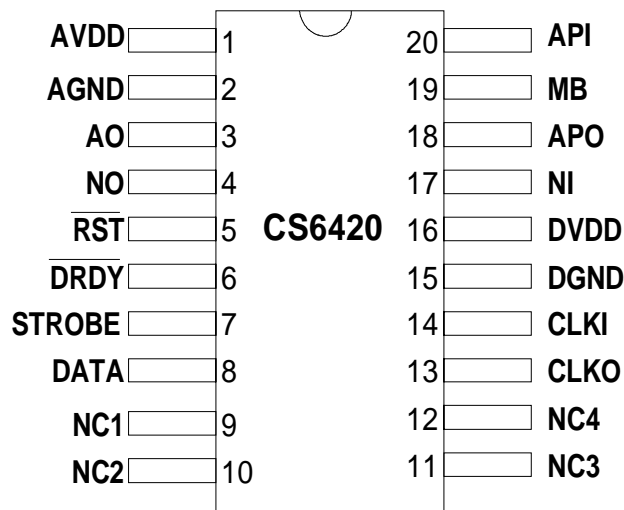 AVDD 1 20 API
AGND 2 19 MB
AO 3 18 APO
NO 4 17 NI
RST 5 CS6420 16 DVDD
DRDY 6 15 DGND
STROBE 7 14 CLKI
DATA 8 13 CLKO
NC1 9 12 NC4
NC2 10 11 NC3